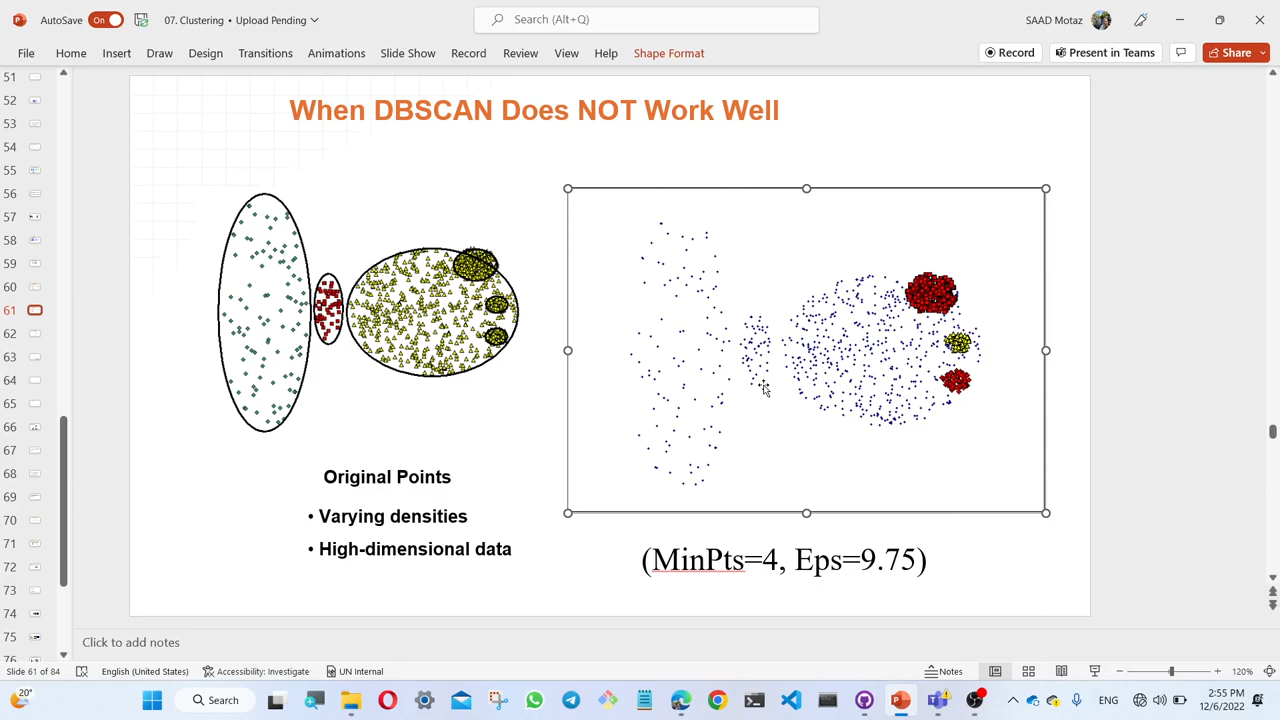 AutoSave On 07. Clustering • Upload Pending Search (Alt+Q) SAAD Motaz
File Home Insert Draw Design Transitions Animations Slide Show Record Review View Help Shape Format Record Present in Teams Share
51
52
53
54
55
56
57
58
59
60
61
62
63
64
65
66
67
68
69
70
71
72
73
74
75
76
When DBSCAN Does NOT Work Well
Original Points
• Varying densities
• High-dimensional data
(MinPts=4, Eps=9.75)
Click to add notes
Slide 61 of 84 English (United States) Accessibility: Investigate UN Internal Notes 120%
20° Search ENG 2:55 PM
12/6/2022